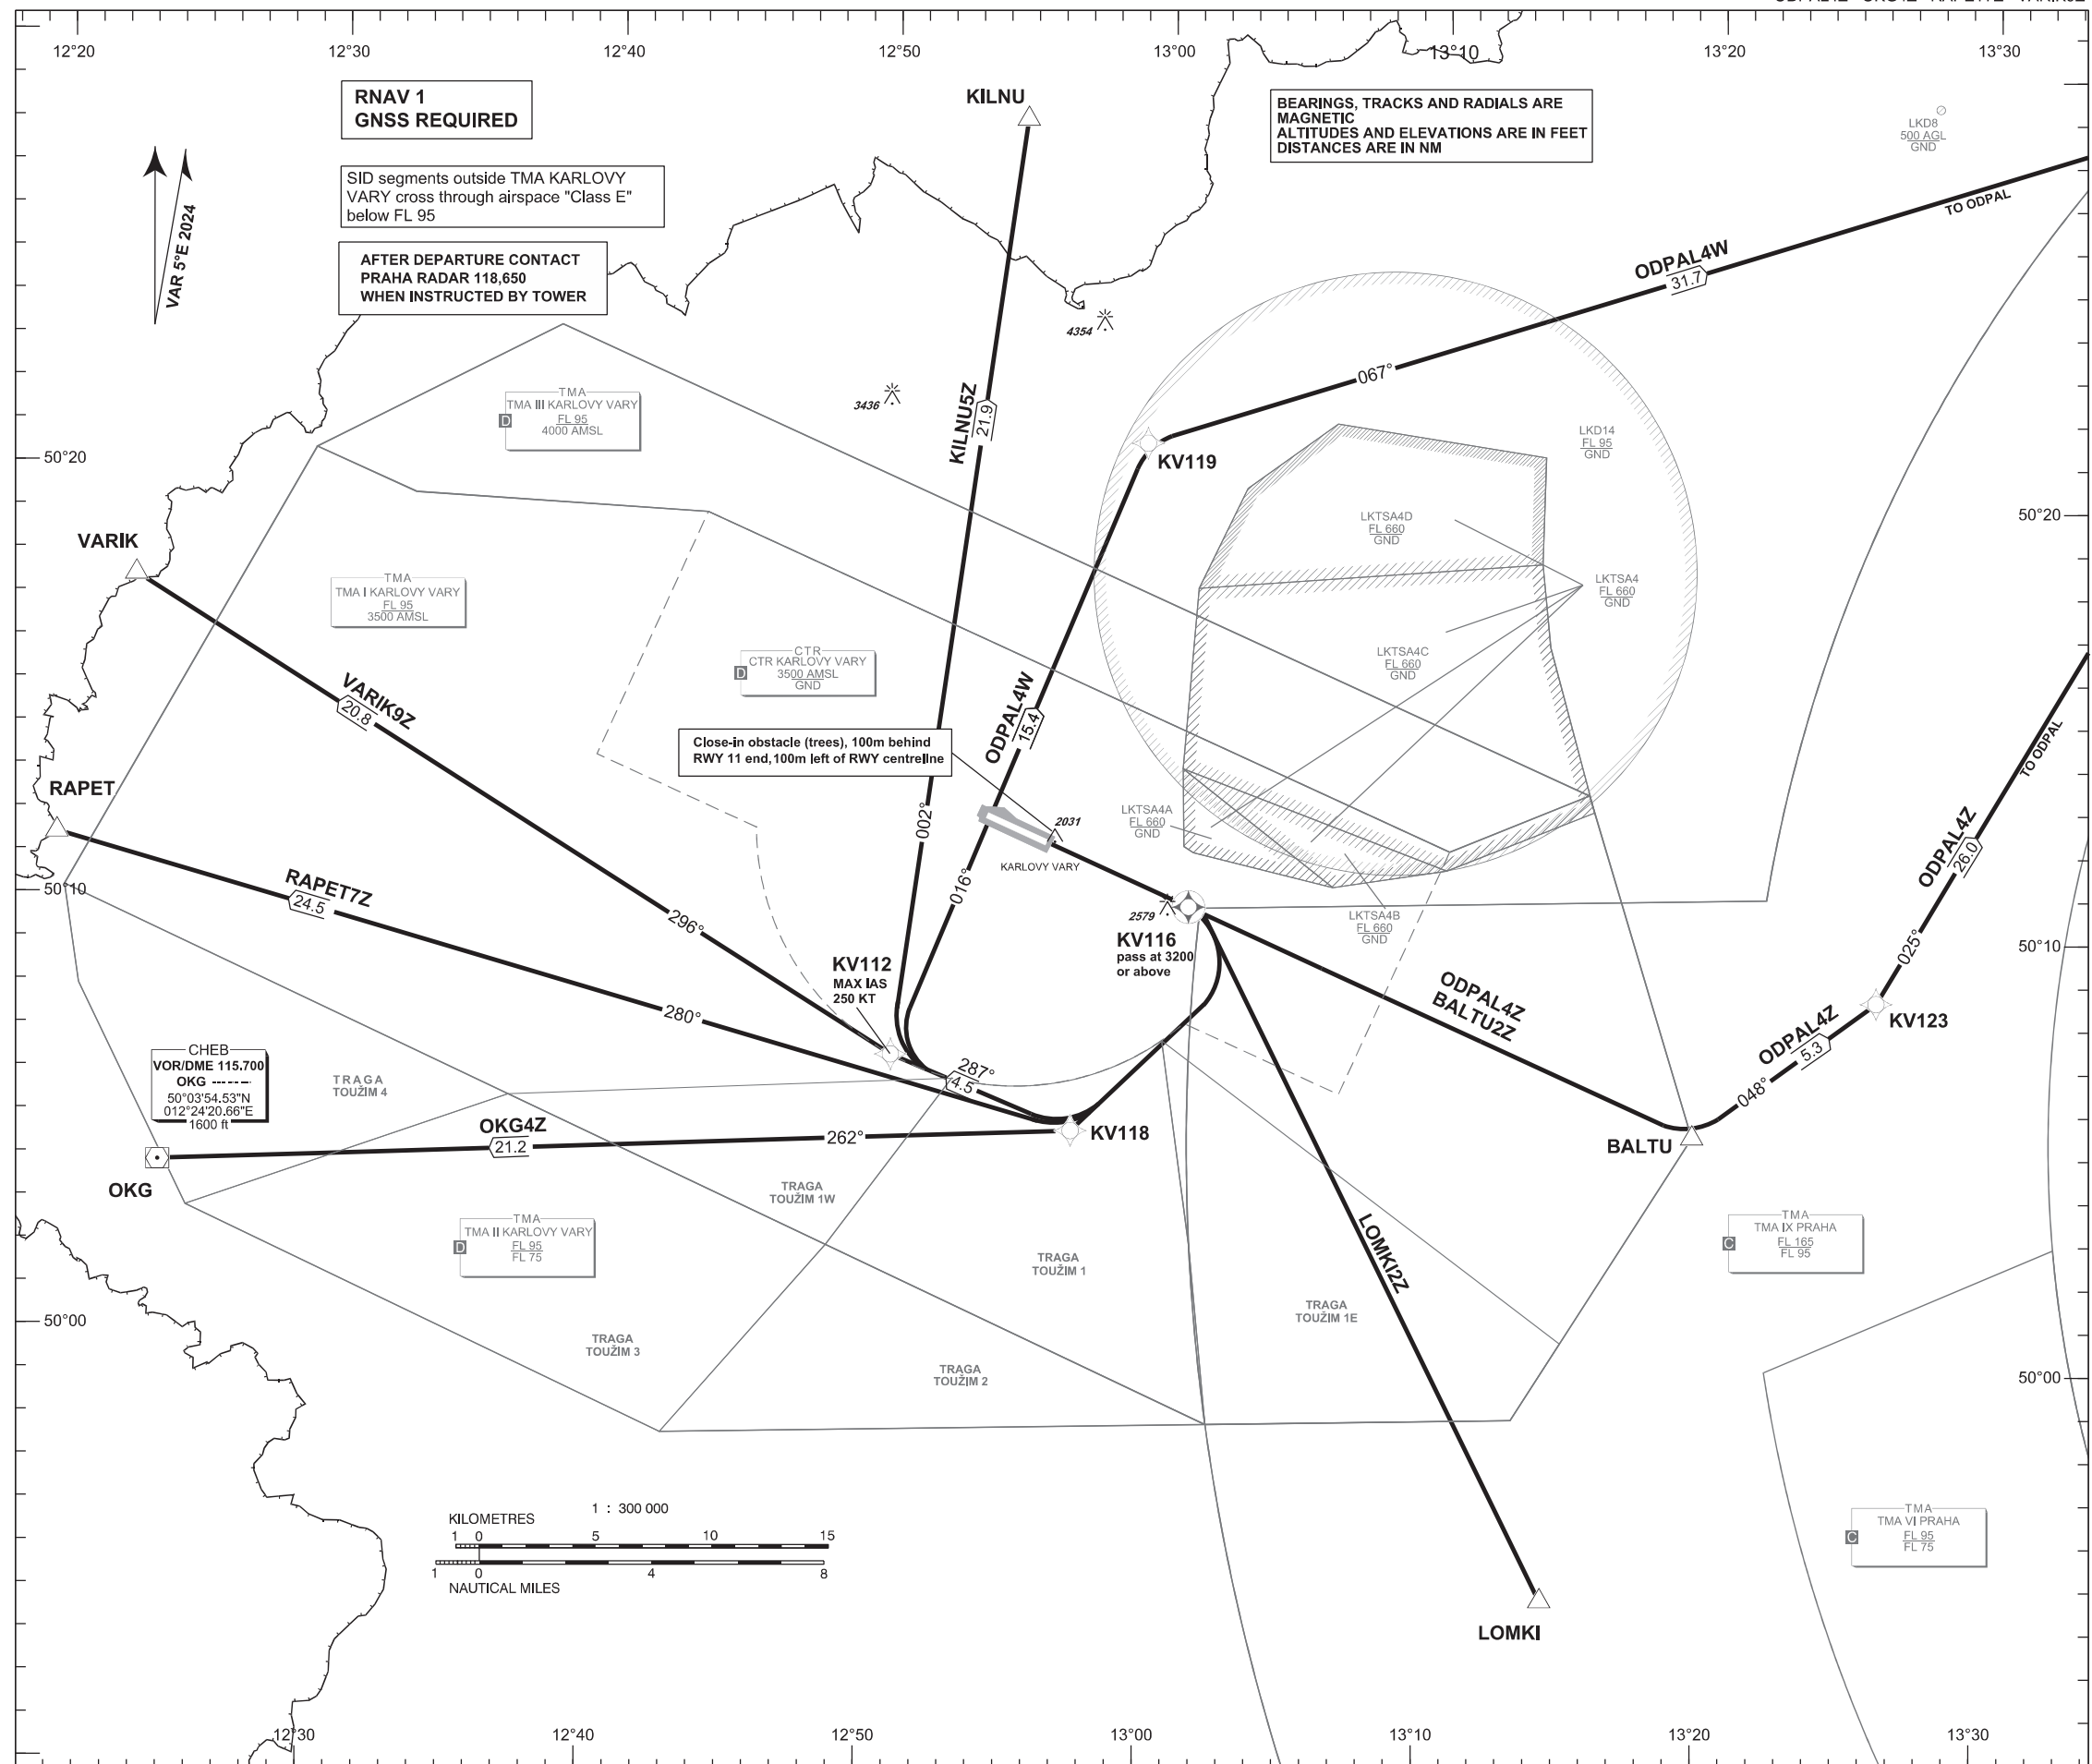 12°20
12°30
12°40
12°50
13°00
13°10
13°20
13°30
RNAV 1
GNSS REQUIRED
KILNU
BEARINGS, TRACKS AND RADIALS ARE
MAGNETIC
ALTITUDES AND ELEVATIONS ARE IN FEET
DISTANCES ARE IN NM
LKD8
500 AGL
GND
SID segments outside TMA KARLOVY
VARY cross through airspace "Class E"
below FL 95
VAR 5°E 2024
AFTER DEPARTURE CONTACT
PRAHA RADAR 118,650
WHEN INSTRUCTED BY TOWER
TO ODPAL
ODPAL4W
31.7
4354
067°
3436
TMA
TMA III KARLOVY VARY
D
FL 95
4000 AMSL
KILNU5Z
21.9
50°20
KV119
LKD14
FL 95
GND
LKTSA4D
FL 660
GND
50°20
VARIK
TMA
TMA I KARLOVY VARY
FL 95
3500 AMSL
LKTSA4
FL 660
GND
CTR
CTR KARLOVY VARY
D
3500 AMSL
GND
LKTSA4C
FL 660
GND
VARIK9Z
20.8
ODPAL4W
15.4
Close-in obstacle (trees), 100m behind
RWY 11 end, 100m left of RWY centreline
TO ODPAL
RAPET
002°
2031
LKTSA4A
FL 660
GND
KARLOVY VARY
ODPAL4Z
26.0
50°10
RAPET7Z
24.5
016°
296°
2579
LKTSA4B
FL 660
GND
KV116
pass at 3200
or above
025°
50°10
KV112
MAX IAS
250 KT
280°
ODPAL4Z
BALTU2Z
KV123
ODPAL4Z
5.3
048°
CHEB
VOR/DME 115.700
OKG
50°03'54.53"N
012°24'20.66"E
1600 ft
TRAGA
TOUŽIM 4
287°
4.5
OKG4Z
21.2
262°
KV118
BALTU
OKG
TRAGA
TOUŽIM 1W
TMA
TMA II KARLOVY VARY
D
FL 95
FL 75
LOMKI2Z
TMA
TMA IX PRAHA
C
FL 165
FL 95
TRAGA
TOUŽIM 1
TRAGA
TOUŽIM 1E
50°00
TRAGA
TOUŽIM 3
TRAGA
TOUŽIM 2
50°00
1 : 300 000
KILOMETRES
1 0 5 10 15
1 0 4 8
NAUTICAL MILES
TMA
TMA VI PRAHA
C
FL 95
FL 75
LOMKI
12°30
12°40
12°50
13°00
13°10
13°20
13°30